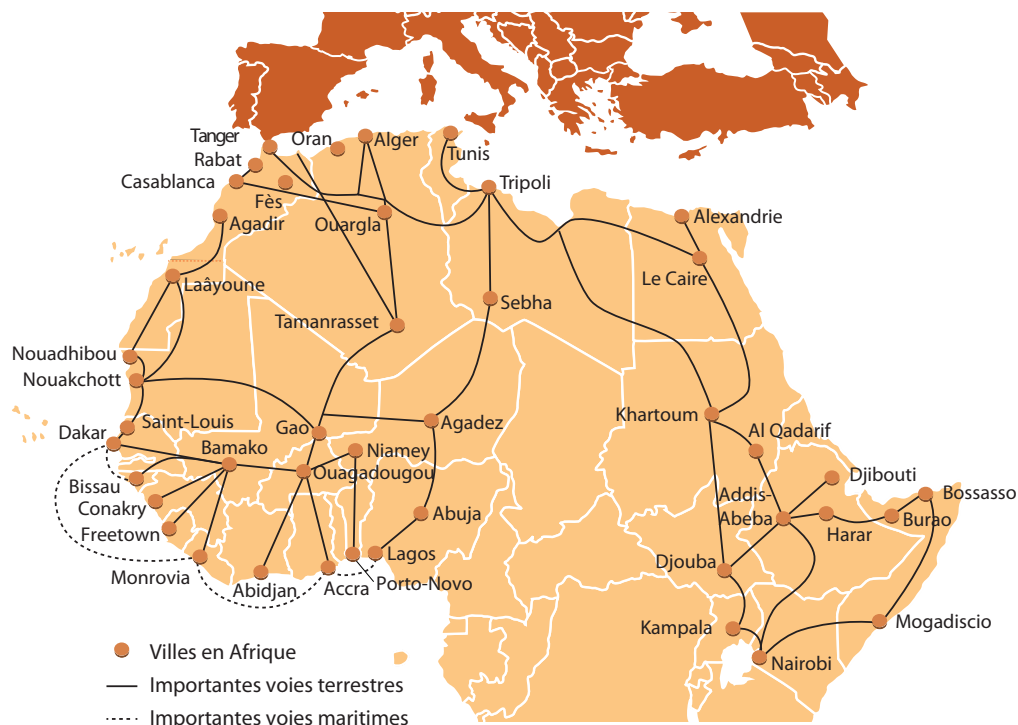 Tanger
Oran
Alger
Rabat
Tunis
Casablanca
Fès
Tripoli
Agadir
Ouargla
Alexandrie
Le Caire
Laâyoune
Sebha
Tamanrasset
Nouadhibou
Nouakchott
Khartoum
Saint-Louis
Gao
Agadez
Al Qadarif
Dakar
Bamako
Niamey
Ouagadougou
Djibouti
Bissau
Bossasso
Conakry
Addis-
Abeba
Abuja
Burao
Freetown
Harar
Lagos
Djouba
Monrovia
Abidjan
Accra
Porto-Novo
Kampala
Mogadiscio
Nairobi
Villes en Afrique
Importantes voies terrestres
Importantes voies maritimes